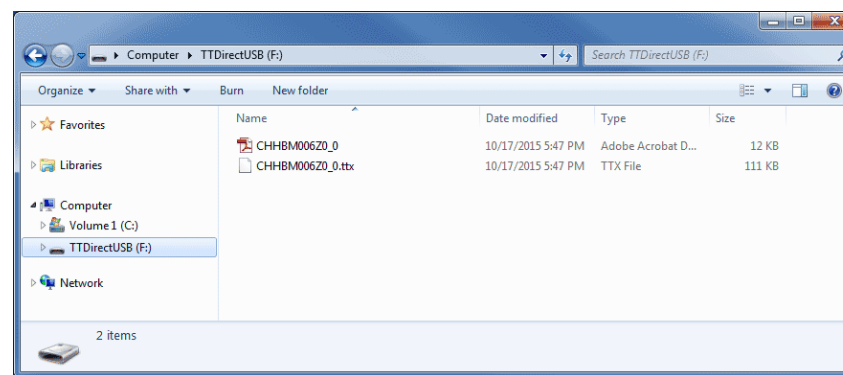 Computer TTDirectUSB (F:) Search TTDirectUSB (F:)
Organize Share with Burn New folder
Favorites
Libraries
Computer
Volume 1 (C:)
TTDirectUSB (F:)
Network
Name Date modified Type Size
CHHBM006Z0_0 10/17/2015 5:47 PM Adobe Acrobat D... 12 KB
CHHBM006Z0_0.ttx 10/17/2015 5:47 PM TTX File 111 KB
2 items